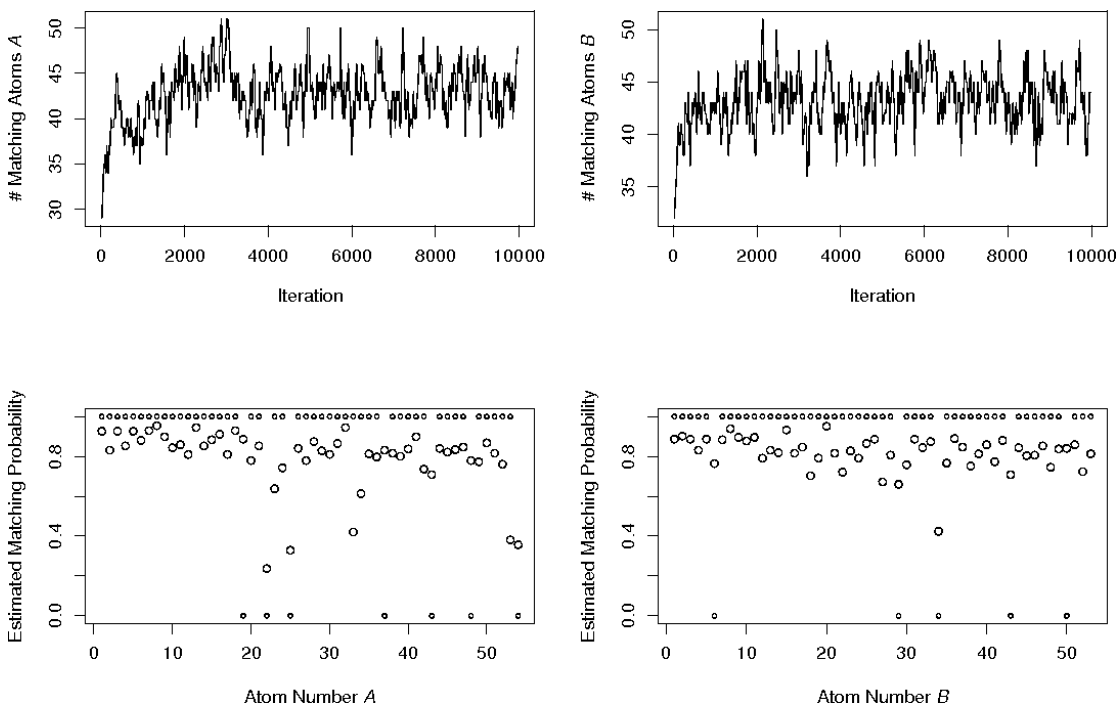 # Matching Atoms A
50
45
40
35
30
0 2000 4000 6000 8000 10000
Iteration
# Matching Atoms B
50
45
40
35
0 2000 4000 6000 8000 10000
Iteration
Estimated Matching Probability
0.8
0.4
0.0
0 10 20 30 40 50
Atom Number A
Estimated Matching Probability
0.8
0.4
0.0
0 10 20 30 40 50
Atom Number B